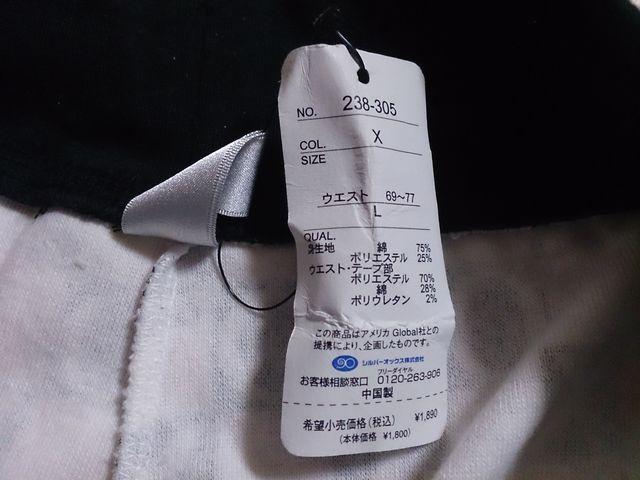 NO. 238-305
COL. X
SIZE
ウエスト 69～77
L
QUAL.
身生地 綿 75%
ポリエステル 25%
ウエスト・テープ部
ポリエステル 70%
綿 28%
ポリウレタン 2%
この商品はアメリカ Global社との
提携により、企画したものです。
シルバーオックス株式会社
フリーダイヤル
お客様相談窓口 0120-263-906
中国製
希望小売価格（税込） ¥1,890
（本体価格 ¥1,800）